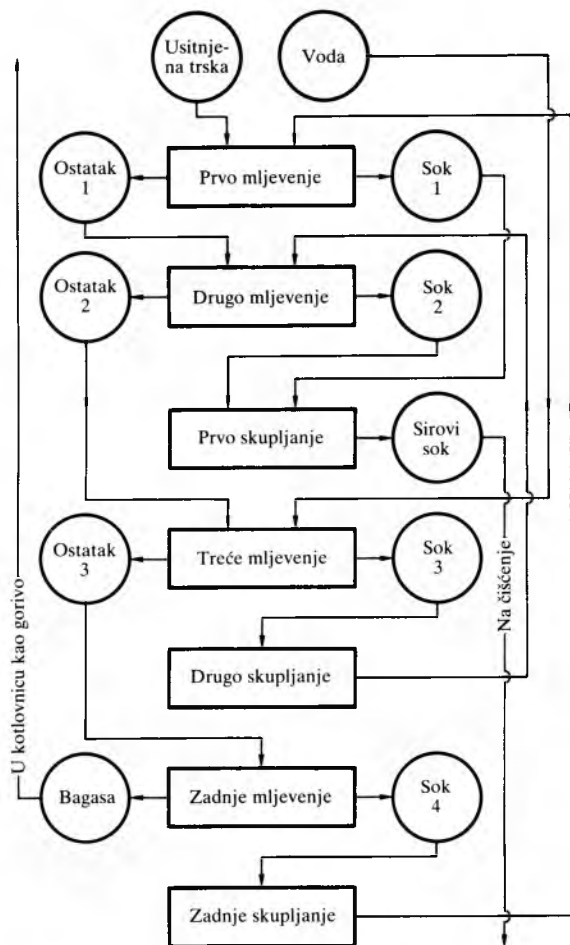 Usitnje-
na trska
Voda
Ostatak
1
Prvo mljevenje
Sok
1
Ostatak
2
Drugo mljevenje
Sok
2
Prvo skupljanje
Sirovi
sok
Ostatak
3
Treće mljevenje
Sok
3
Na čišćenje
U kotlovnicu kao gorivo
Drugo skupljanje
Bagasa
Zadnje mljevenje
Sok
4
Zadnje skupljanje